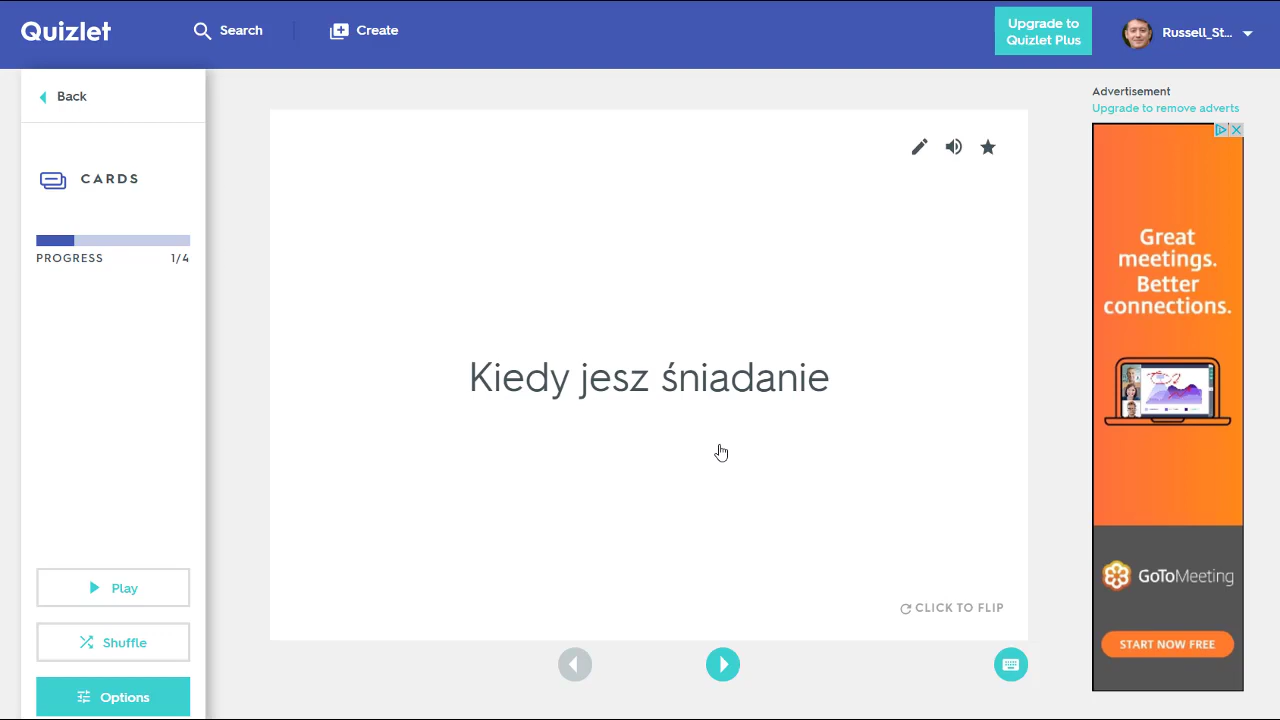 Quizlet
Search
Create
Upgrade to
Quizlet Plus
Russell_St...
Back
CARDS
PROGRESS 1/4
Play
Shuffle
Options
Kiedy jesz śniadanie
CLICK TO FLIP
Advertisement
Upgrade to remove adverts
Great
meetings.
Better
connections.
GoToMeeting
START NOW FREE